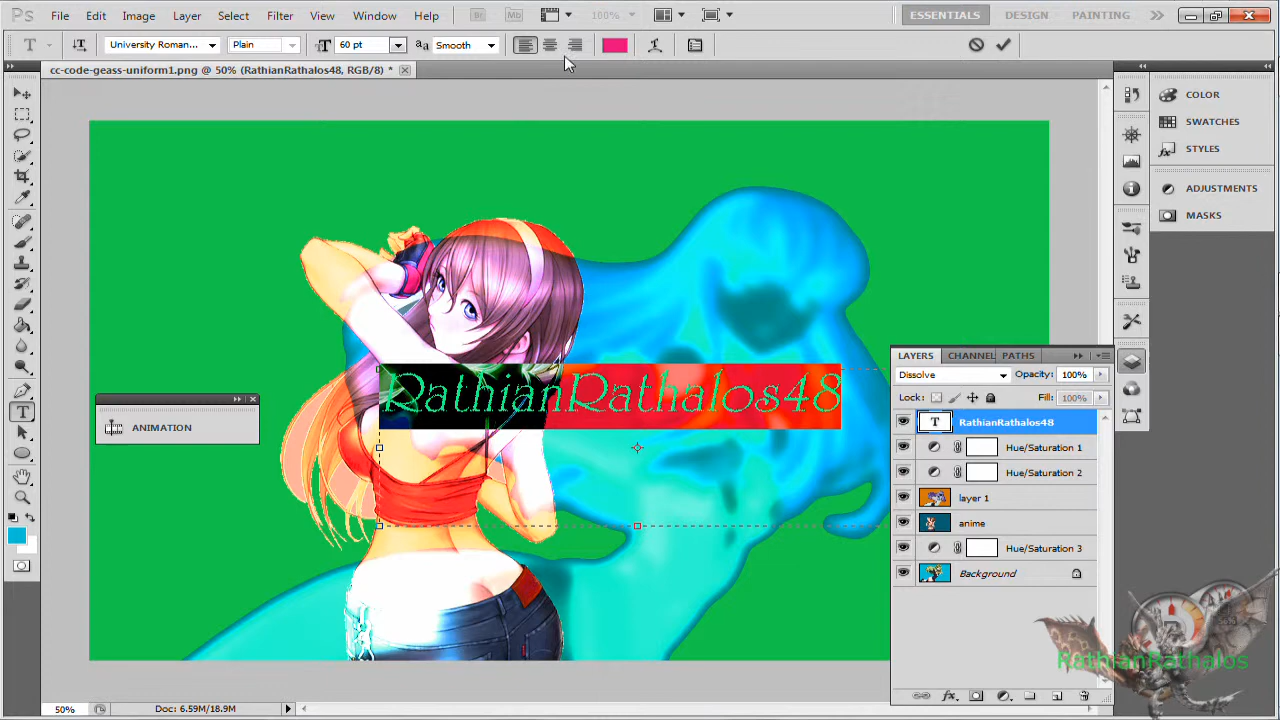 Ps File Edit Image Layer Select Filter View Window Help Br Mb 100% ESSENTIALS DESIGN PAINTING
T University Roman... Plain 60 pt Smooth
cc-code-geass-uniform1.png @ 50% (RathianRathalos48, RGB/8) *
COLOR
SWATCHES
STYLES
ADJUSTMENTS
MASKS
RathianRathalos48
ANIMATION
LAYERS CHANNEL PATHS
Dissolve Opacity: 100%
Lock: Fill: 100%
T RathianRathalos48
Hue/Saturation 1
Hue/Saturation 2
layer 1
anime
Hue/Saturation 3
Background
56%
RathianRathalos
50% Doc: 6.59M/18.9M